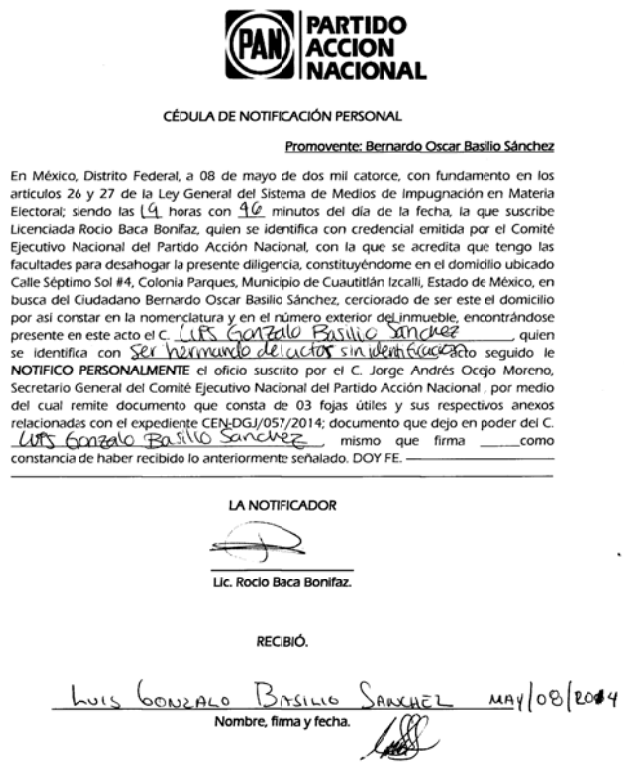 PAN
PARTIDO
ACCION
NACIONAL
CÉDULA DE NOTIFICACIÓN PERSONAL
Promovente: Bernardo Oscar Basilio Sánchez
En México, Distrito Federal, a 08 de mayo de dos mil catorce, con fundamento en los
artículos 26 y 27 de la Ley General del Sistema de Medios de Impugnación en Materia
Electoral; siendo las 19 horas con 46 minutos del día de la fecha, la que suscribe
Licenciada Rocio Baca Bonifaz, quien se identifica con credencial emitida por el Comité
Ejecutivo Nacional del Partido Acción Nacional, con la que se acredita que tengo las
facultades para desahogar la presente diligencia, constituyéndome en el domicilio ubicado
Calle Séptimo Sol #4, Colonia Parques, Municipio de Cuautitlán Izcalli, Estado de México, en
busca del Ciudadano Bernardo Oscar Basilio Sánchez, cerciorado de ser este el domicilio
por así constar en la nomenclatura y en el número exterior del inmueble, encontrándose
presente en este acto el C. Luis Gonzalo Basilio Sanchez, quien
se identifica con Ser hermano del actor sin identificación acto seguido le
NOTIFICO PERSONALMENTE el oficio suscrito por el C. Jorge Andrés Ocejo Moreno,
Secretario General del Comité Ejecutivo Nacional del Partido Acción Nacional, por medio
del cual remite documento que consta de 03 fojas útiles y sus respectivos anexos
relacionadas con el expediente CEN-DGJ/057/2014; documento que dejo en poder del C.
Luis Gonzalo Basilio Sanchez, mismo que firma ____como
constancia de haber recibido lo anteriormente señalado. DOY FE.
LA NOTIFICADOR
Lic. Rocio Baca Bonifaz.
RECIBIÓ.
LUIS GONZALO BASILIO SANCHEZ MAY/08/2014
Nombre, firma y fecha.